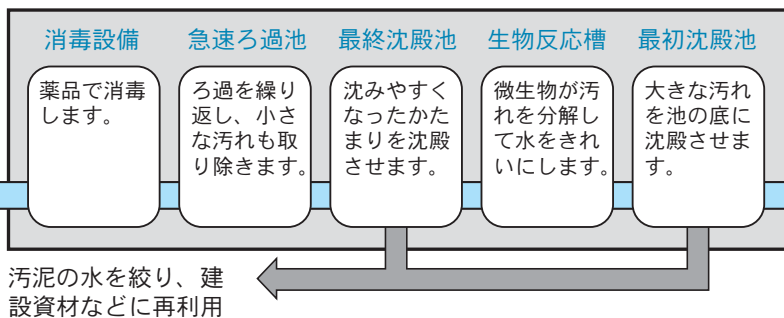 消毒設備
薬品で消毒
します。
急速ろ過池
ろ過を繰り
返し、小さ
な汚れも取
り除きます。
最終沈殿池
沈みやすく
なったかた
まりを沈殿
させます。
生物反応槽
微生物が汚
れを分解し
て水をきれ
いにします。
最初沈殿池
大きな汚れ
を池の底に
沈殿させま
す。
汚泥の水を絞り、建
設資材などに再利用